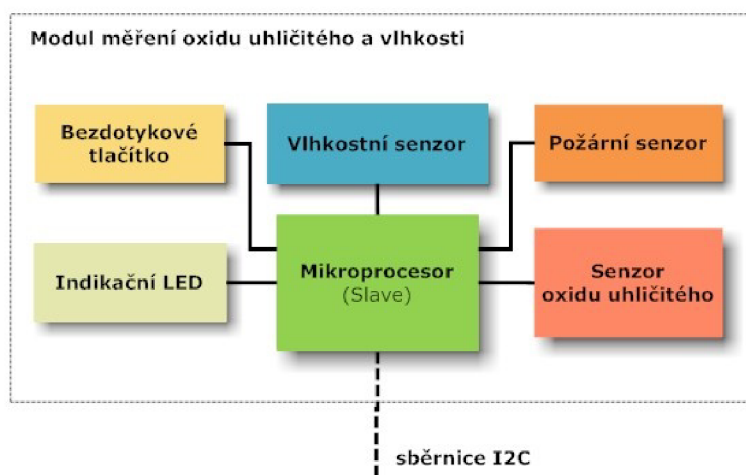 Modul měření oxidu uhličitého a vlhkosti
Bezdotykové
tlačítko
Vlhkostní senzor
Požární senzor
Indikační LED
Mikroprocesor
(Slave)
Senzor
oxidu uhličitého
sběrnice I2C